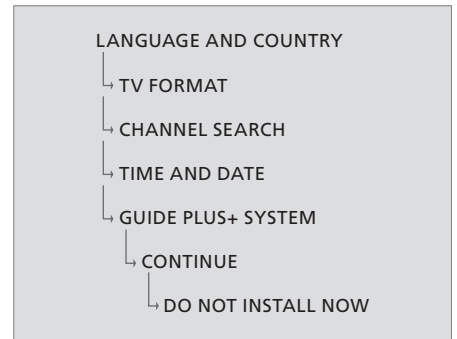 LANGUAGE AND COUNTRY
TV FORMAT
CHANNEL SEARCH
TIME AND DATE
GUIDE PLUS+ SYSTEM
CONTINUE
DO NOT INSTALL NOW